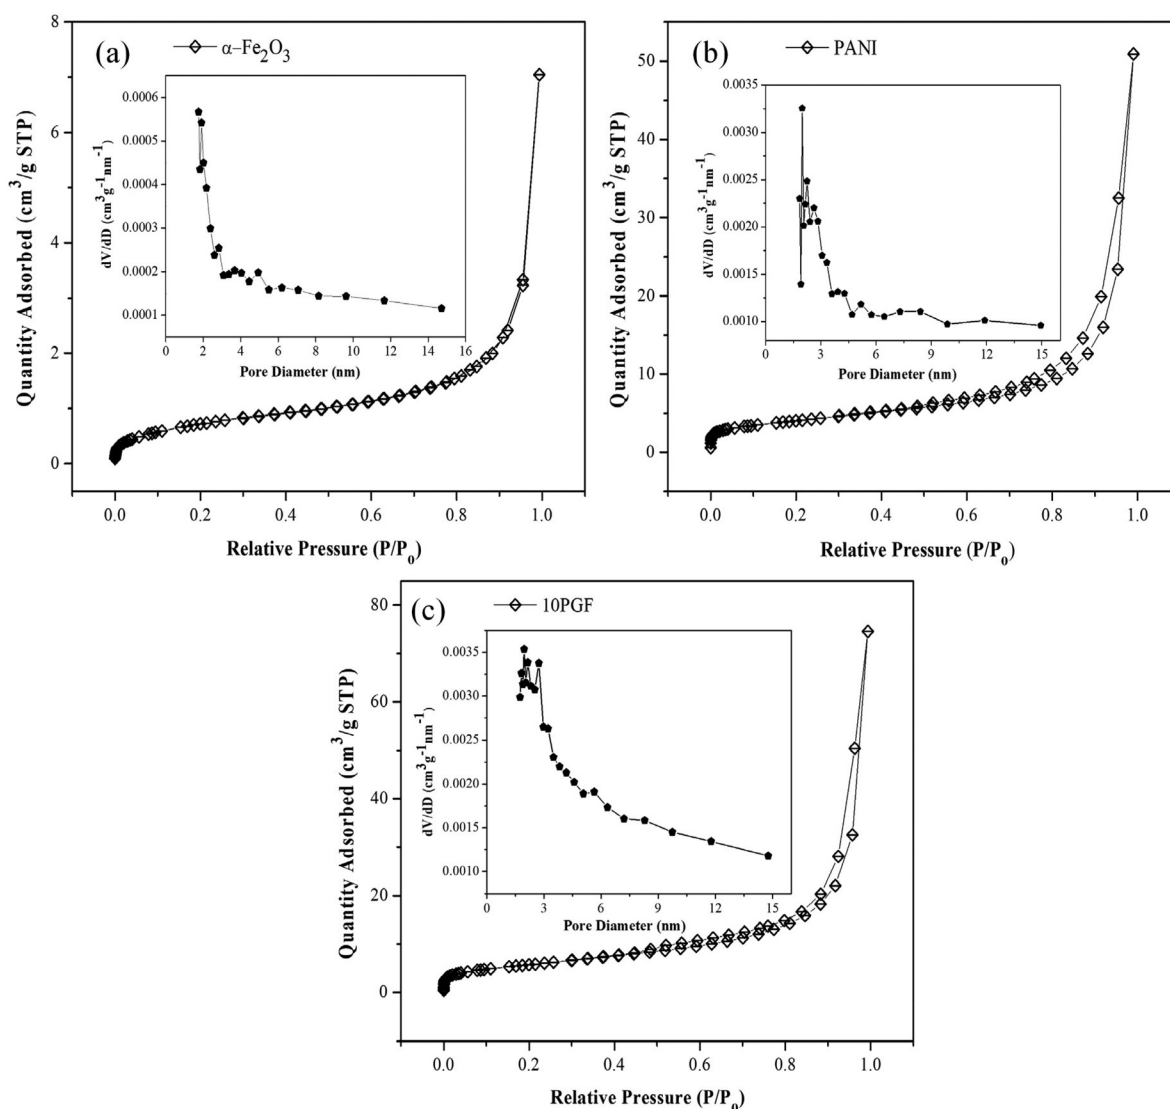 (a)
α–Fe₂O₃
Quantity Adsorbed (cm³/g STP)
8
6
4
2
0
0.0 0.2 0.4 0.6 0.8 1.0
Relative Pressure (P/P₀)
dV/dD (cm³g⁻¹nm⁻¹)
0.0006
0.0005
0.0004
0.0003
0.0002
0.0001
0 2 4 6 8 10 12 14 16
Pore Diameter (nm)
(b)
PANI
Quantity Adsorbed (cm³/g STP)
50
40
30
20
10
0
0.0 0.2 0.4 0.6 0.8 1.0
Relative Pressure (P/P₀)
dV/dD (cm³g⁻¹nm⁻¹)
0.0035
0.0030
0.0025
0.0020
0.0015
0.0010
0 3 6 9 12 15
Pore Diameter (nm)
(c)
10PGF
Quantity Adsorbed (cm³/g STP)
80
60
40
20
0
0.0 0.2 0.4 0.6 0.8 1.0
Relative Pressure (P/P₀)
dV/dD (cm³g⁻¹nm⁻¹)
0.0035
0.0030
0.0025
0.0020
0.0015
0.0010
0 3 6 9 12 15
Pore Diameter (nm)